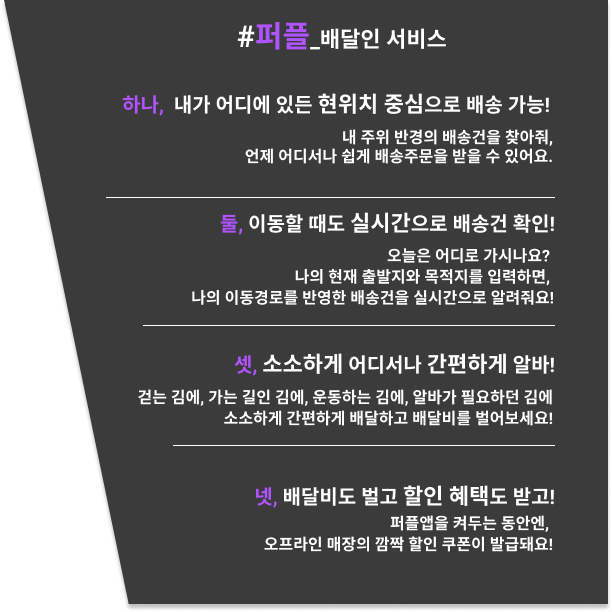 #퍼플_배달인 서비스
하나, 내가 어디에 있든 현위치 중심으로 배송 가능!
내 주위 반경의 배송건을 찾아줘,
언제 어디서나 쉽게 배송주문을 받을 수 있어요.
둘, 이동할 때도 실시간으로 배송건 확인!
오늘은 어디로 가시나요?
나의 현재 출발지와 목적지를 입력하면,
나의 이동경로를 반영한 배송건을 실시간으로 알려줘요!
셋, 소소하게 어디서나 간편하게 알바!
걷는 김에, 가는 길인 김에, 운동하는 김에, 알바가 필요하던 김에
소소하게 간편하게 배달하고 배달비를 벌어보세요!
넷, 배달비도 벌고 할인 혜택도 받고!
퍼플앱을 켜두는 동안엔,
오프라인 매장의 깜짝 할인 쿠폰이 발급돼요!